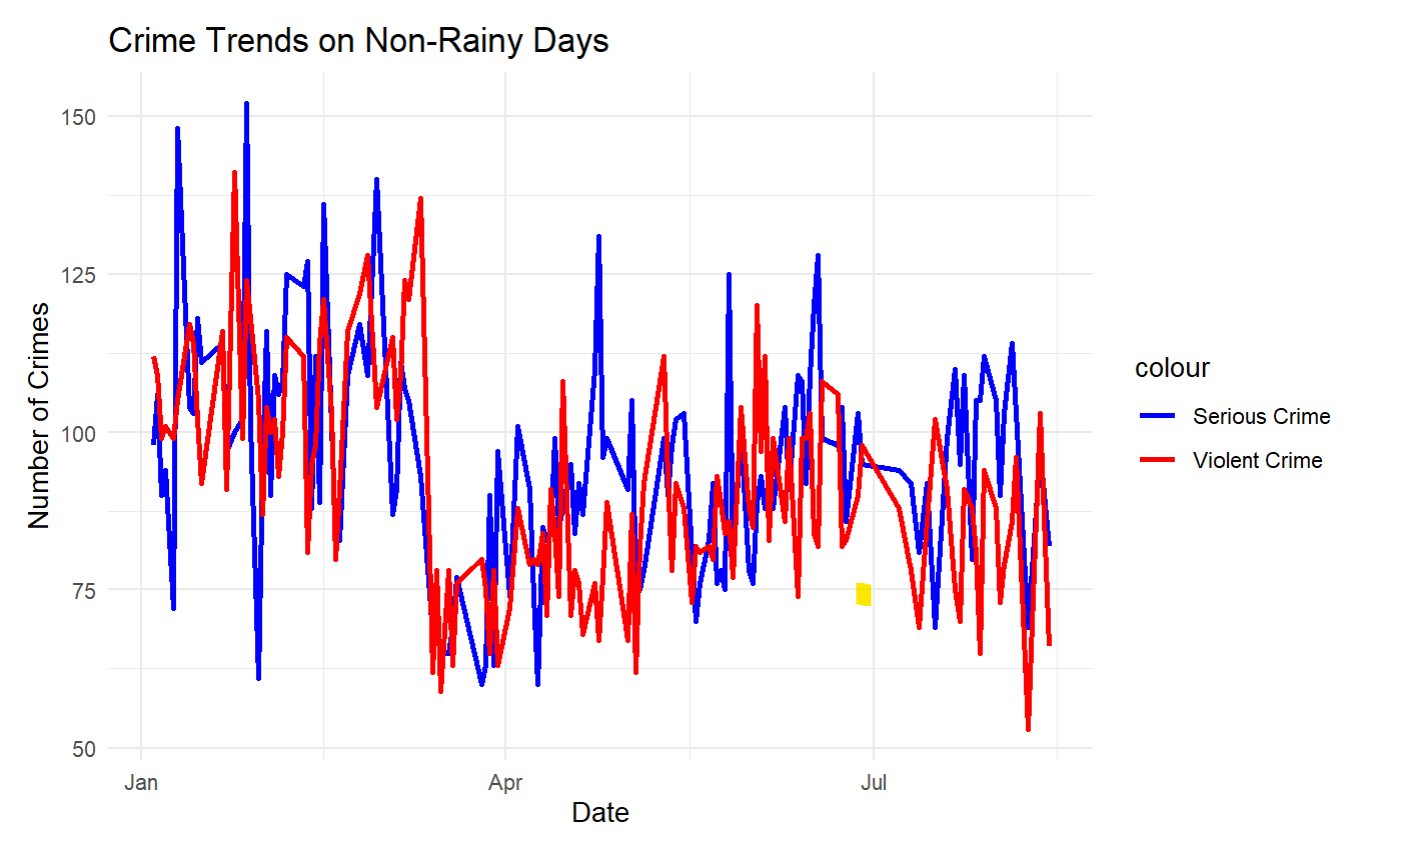 Crime Trends on Non-Rainy Days
Number of Crimes
150
125
100
75
50
Jan
Apr
Jul
Date
colour
Serious Crime
Violent Crime